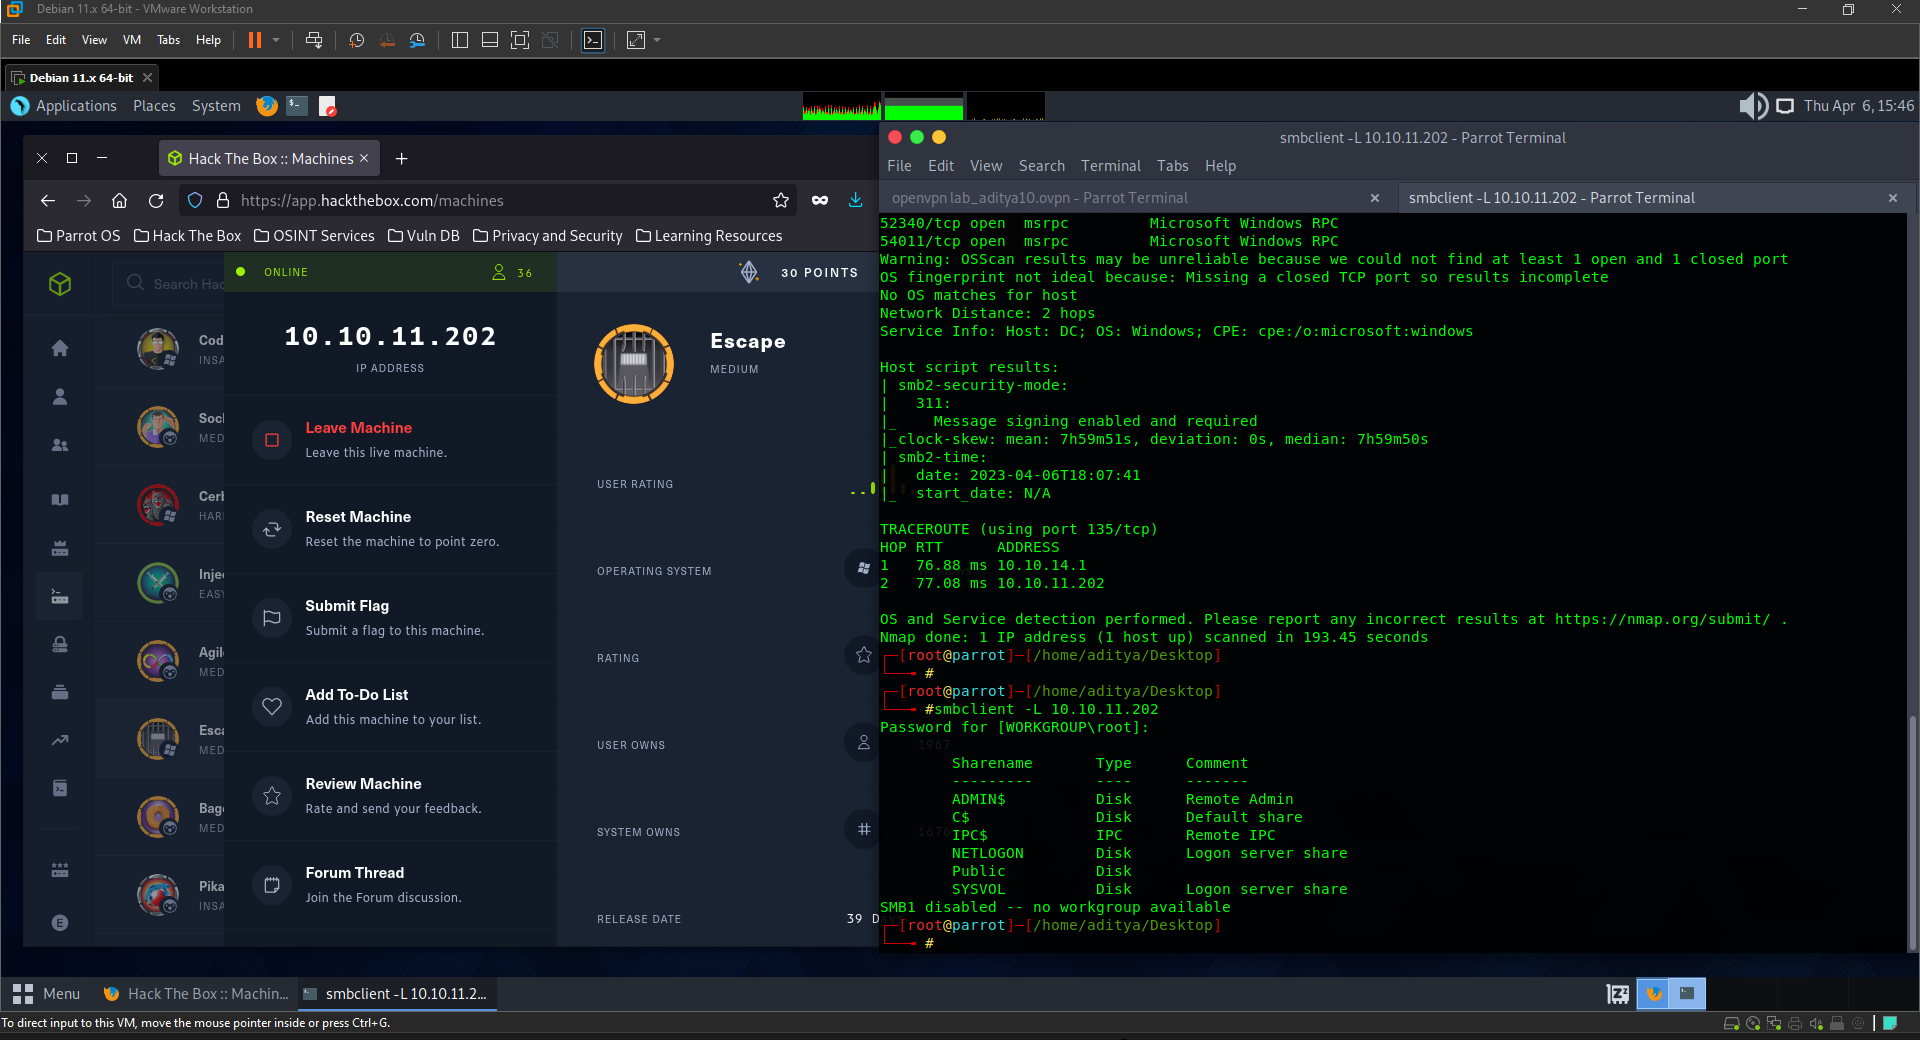 Debian 11.x 64-bit - VMware Workstation
File Edit View VM Tabs Help
Debian 11.x 64-bit
Applications Places System
Thu Apr 6, 15:46
Hack The Box :: Machines
https://app.hackthebox.com/machines
Parrot OS Hack The Box OSINT Services Vuln DB Privacy and Security Learning Resources
Search Hac
Cod
INSA
Soc
MED
Cerb
HAR
Inje
EASY
Agil
MED
Esca
MED
Bag
MED
Pika
INSA
E
ONLINE
36
10.10.11.202
IP ADDRESS
Leave Machine
Leave this live machine.
Reset Machine
Reset the machine to point zero.
Submit Flag
Submit a flag to this machine.
Add To-Do List
Add this machine to your list.
Review Machine
Rate and send your feedback.
Forum Thread
Join the Forum discussion.
30 POINTS
Escape
MEDIUM
USER RATING
OPERATING SYSTEM
RATING
USER OWNS
1967
SYSTEM OWNS
1676
RELEASE DATE
39 D
smbclient -L 10.10.11.202 - Parrot Terminal
File Edit View Search Terminal Tabs Help
openvpn lab_aditya10.ovpn - Parrot Terminal
smbclient -L 10.10.11.202 - Parrot Terminal
52340/tcp open  msrpc         Microsoft Windows RPC
54011/tcp open  msrpc         Microsoft Windows RPC
Warning: OSScan results may be unreliable because we could not find at least 1 open and 1 closed port
OS fingerprint not ideal because: Missing a closed TCP port so results incomplete
No OS matches for host
Network Distance: 2 hops
Service Info: Host: DC; OS: Windows; CPE: cpe:/o:microsoft:windows
Host script results:
| smb2-security-mode:
|   311:
|_    Message signing enabled and required
|_clock-skew: mean: 7h59m51s, deviation: 0s, median: 7h59m50s
| smb2-time:
|   date: 2023-04-06T18:07:41
|_  start_date: N/A
TRACEROUTE (using port 135/tcp)
HOP RTT      ADDRESS
1   76.88 ms 10.10.14.1
2   77.08 ms 10.10.11.202
OS and Service detection performed. Please report any incorrect results at https://nmap.org/submit/ .
Nmap done: 1 IP address (1 host up) scanned in 193.45 seconds
[root@parrot]-[/home/aditya/Desktop]
#
[root@parrot]-[/home/aditya/Desktop]
#smbclient -L 10.10.11.202
Password for [WORKGROUP\root]:
Sharename       Type      Comment
---------       ----      -------
ADMIN$          Disk      Remote Admin
C$              Disk      Default share
IPC$            IPC       Remote IPC
NETLOGON        Disk      Logon server share
Public          Disk
SYSVOL          Disk      Logon server share
SMB1 disabled -- no workgroup available
[root@parrot]-[/home/aditya/Desktop]
#
Menu
Hack The Box :: Machin...
smbclient -L 10.10.11.2...
To direct input to this VM, move the mouse pointer inside or press Ctrl+G.